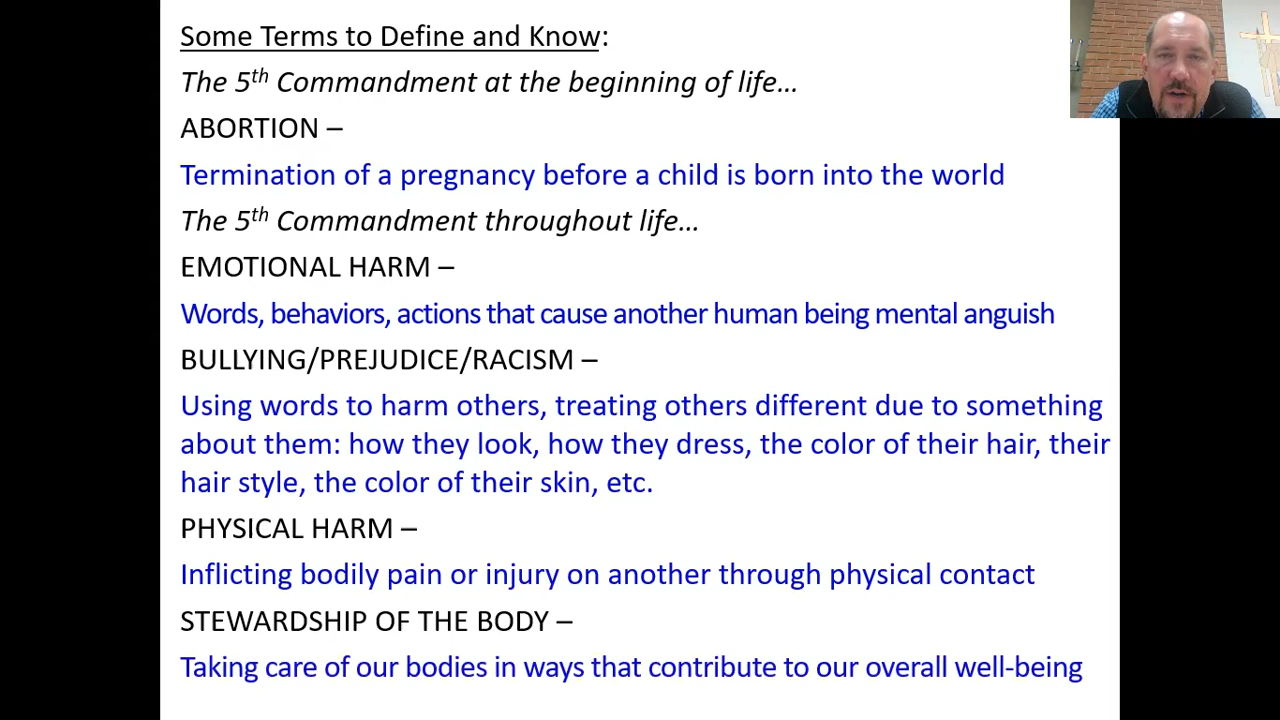 Some Terms to Define and Know:
The 5th Commandment at the beginning of life…
ABORTION –
Termination of a pregnancy before a child is born into the world
The 5th Commandment throughout life…
EMOTIONAL HARM –
Words, behaviors, actions that cause another human being mental anguish
BULLYING/PREJUDICE/RACISM –
Using words to harm others, treating others different due to something
about them: how they look, how they dress, the color of their hair, their
hair style, the color of their skin, etc.
PHYSICAL HARM –
Inflicting bodily pain or injury on another through physical contact
STEWARDSHIP OF THE BODY –
Taking care of our bodies in ways that contribute to our overall well-being